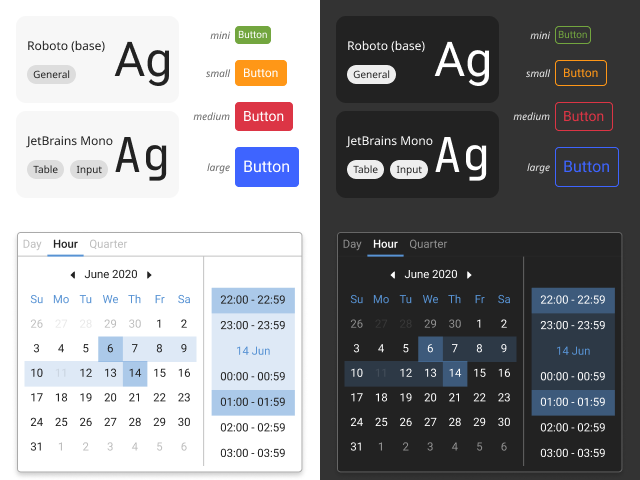 Roboto (base)
General
Ag
JetBrains Mono
Table Input
Ag
mini Button
small Button
medium Button
large Button
Day Hour Quarter
June 2020
Su Mo Tu We Th Fr Sa
26 27 28 29 30 1 2
3 4 5 6 7 8 9
10 11 12 13 14 15 16
17 18 19 20 21 22 23
24 25 26 27 28 29 30
31 1 2 3 4 5 6
22:00 - 22:59
23:00 - 23:59
14 Jun
00:00 - 00:59
01:00 - 01:59
02:00 - 02:59
03:00 - 03:59
Roboto (base)
General
Ag
JetBrains Mono
Table Input
Ag
mini Button
small Button
medium Button
large Button
Day Hour Quarter
June 2020
Su Mo Tu We Th Fr Sa
26 27 28 29 30 1 2
3 4 5 6 7 8 9
10 11 12 13 14 15 16
17 18 19 20 21 22 23
24 25 26 27 28 29 30
31 1 2 3 4 5 6
22:00 - 22:59
23:00 - 23:59
14 Jun
00:00 - 00:59
01:00 - 01:59
02:00 - 02:59
03:00 - 03:59